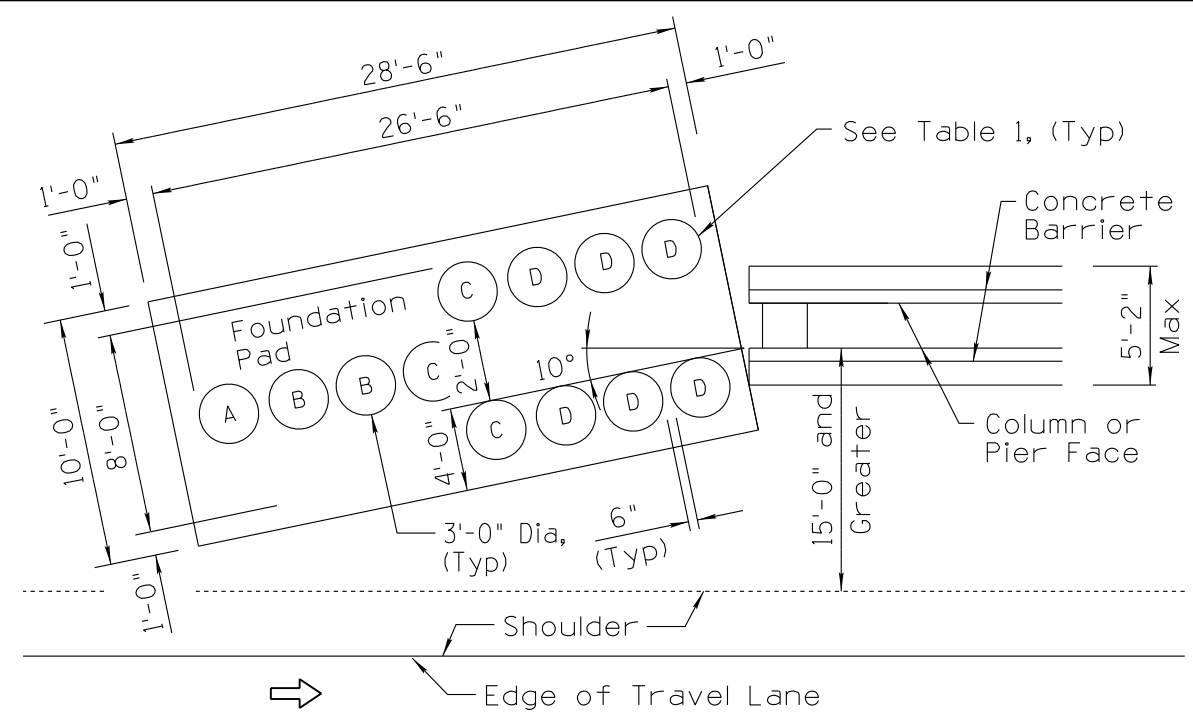 28'-6"
1'-0"
26'-6"
See Table 1, (Typ)
1'-0"
Concrete
Barrier
1'-0"
D
D
D
C
Foundation
Pad
5'-2"
Max
10'-0"
8'-0"
A
B
B
C
2'-0"
10°
D
D
D
C
4'-0"
Column or
Pier Face
15'-0" and
Greater
3'-0" Dia,
(Typ)
6"
(Typ)
1'-0"
Shoulder
Edge of Travel Lane